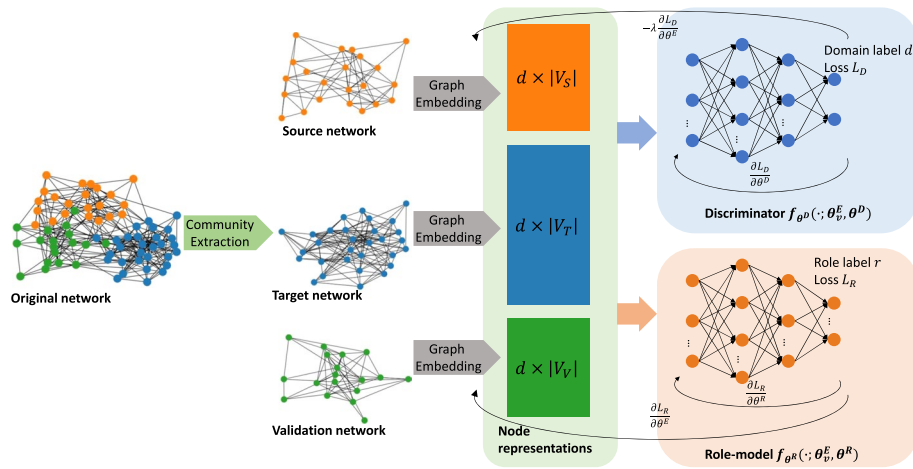 Original network
Community
Extraction
Source network
Target network
Validation network
Graph
Embedding
Graph
Embedding
Graph
Embedding
d × |V_S|
d × |V_T|
d × |V_V|
Node
representations
−λ ∂L_D/∂θ^E
Domain label d
Loss L_D
⋮
⋮
⋮
∂L_D/∂θ^D
Discriminator f_θ^D(·; θ_v^E, θ^D)
Role label r
Loss L_R
⋮
⋮
⋮
⋮
∂L_R/∂θ^R
∂L_R/∂θ^E
Role-model f_θ^R(·; θ_v^E, θ^R)